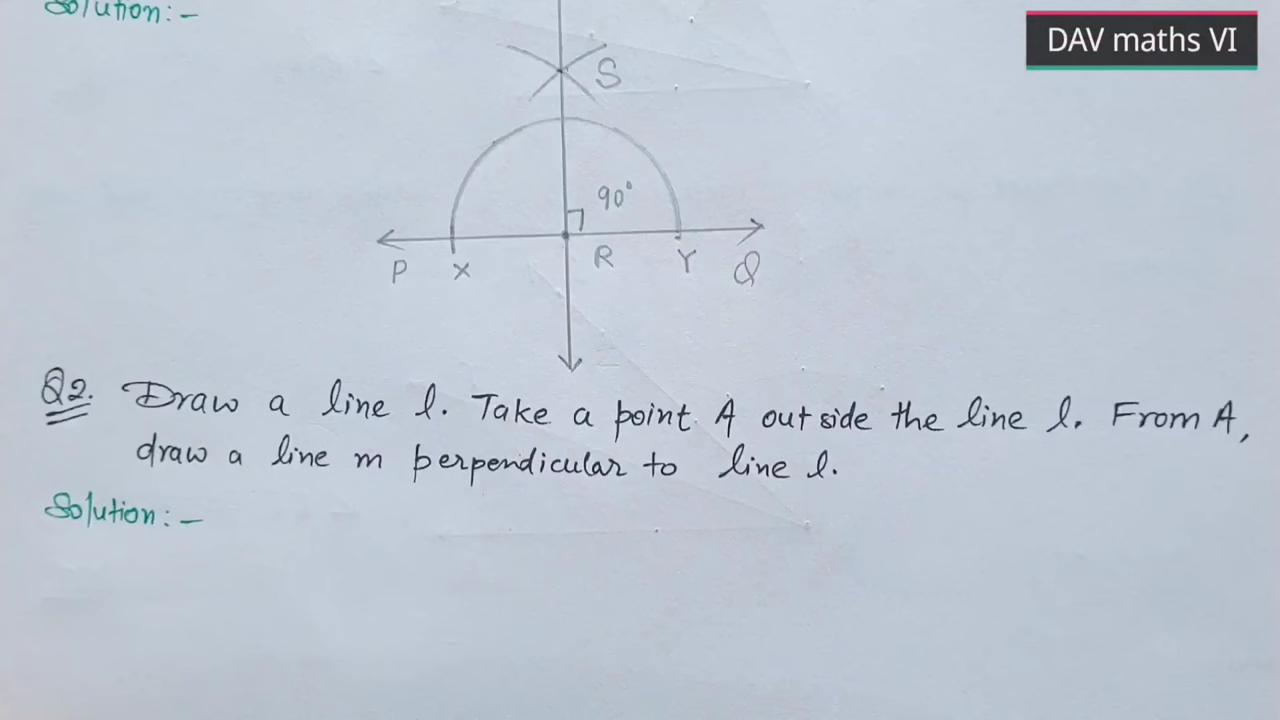 Solution:-
DAV maths VI
S
90°
P X R Y Q
Q2. Draw a line l. Take a point A outside the line l. From A,
draw a line m perpendicular to line l.
Solution:-